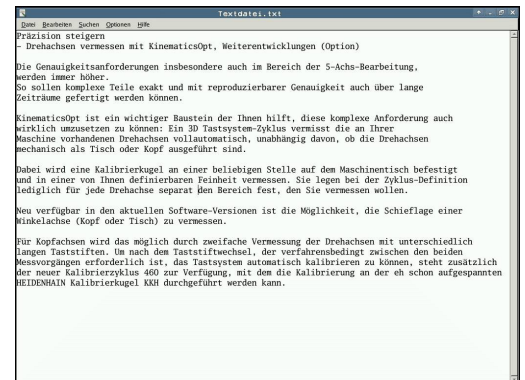 Textdatei.txt
Datei Bearbeiten Suchen Optionen Hilfe
Präzision steigern
- Drehachsen vermessen mit KinematicsOpt, Weiterentwicklungen (Option)
Die Genauigkeitsanforderungen insbesondere auch im Bereich der 5-Achs-Bearbeitung,
werden immer höher.
So sollen komplexe Teile exakt und mit reproduzierbarer Genauigkeit auch über lange
Zeiträume gefertigt werden können.
KinematicsOpt ist ein wichtiger Baustein der Ihnen hilft, diese komplexe Anforderung auch
wirklich umzusetzen zu können: Ein 3D Tastsystem-Zyklus vermisst die an Ihrer
Maschine vorhandenen Drehachsen vollautomatisch, unabhängig davon, ob die Drehachsen
mechanisch als Tisch oder Kopf ausgeführt sind.
Dabei wird eine Kalibrierkugel an einer beliebigen Stelle auf dem Maschinentisch befestigt
und in einer von Ihnen definierbaren Feinheit vermessen. Sie legen bei der Zyklus-Definition
lediglich für jede Drehachse separat den Bereich fest, den Sie vermessen wollen.
Neu verfügbar in den aktuellen Software-Versionen ist die Möglichkeit, die Schieflage einer
Winkelachse (Kopf oder Tisch) zu vermessen.
Für Kopfachsen wird das möglich durch zweifache Vermessung der Drehachsen mit unterschiedlich
langen Taststiften. Um nach dem Taststiftwechsel, der verfahrensbedingt zwischen den beiden
Messvorgängen erforderlich ist, das Tastsystem automatisch kalibrieren zu können, steht zusätzlich
der neuer Kalibrierzyklus 460 zur Verfügung, mit dem die Kalibrierung an der eh schon aufgespannten
HEIDENHAIN Kalibrierkugel KKH durchgeführt werden kann.